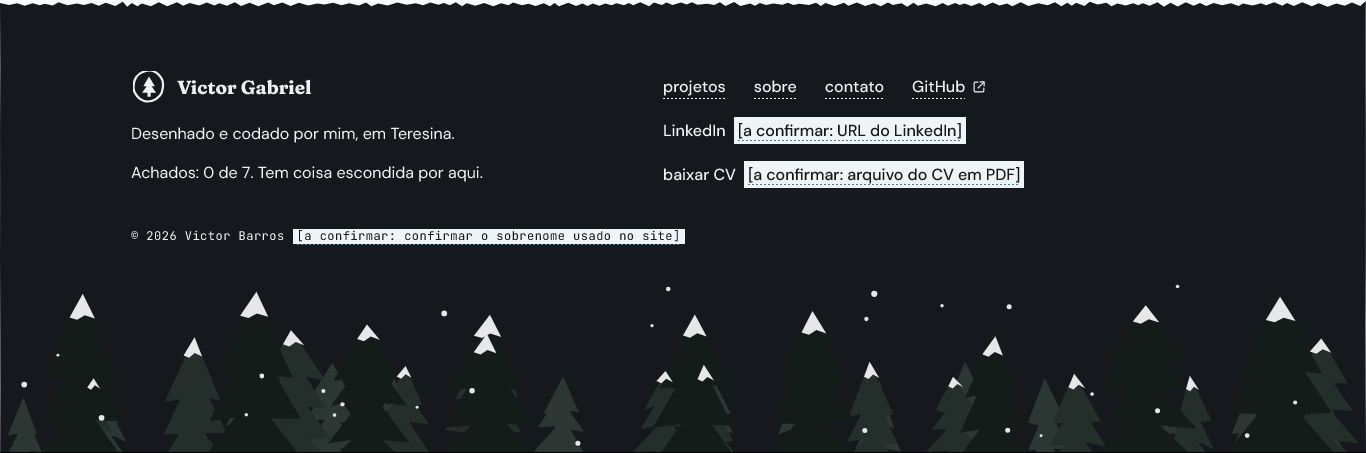 Victor Gabriel
Desenhado e codado por mim, em Teresina.
Achados: 0 de 7. Tem coisa escondida por aqui.
projetos sobre contato GitHub
LinkedIn [a confirmar: URL do LinkedIn]
baixar CV [a confirmar: arquivo do CV em PDF]
© 2026 Victor Barros [a confirmar: confirmar o sobrenome usado no site]